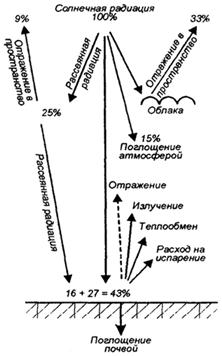 Солнечная радиация
100%
9%
33%
Отражение в
пространство
Рассеянная
радиация
Отражение в
пространство
Облака
25%
15%
Поглощение
атмосферой
Рассеянная радиация
Отражение
Излучение
Теплообмен
Расход на
испарение
16 + 27 = 43%
Поглощение
почвой